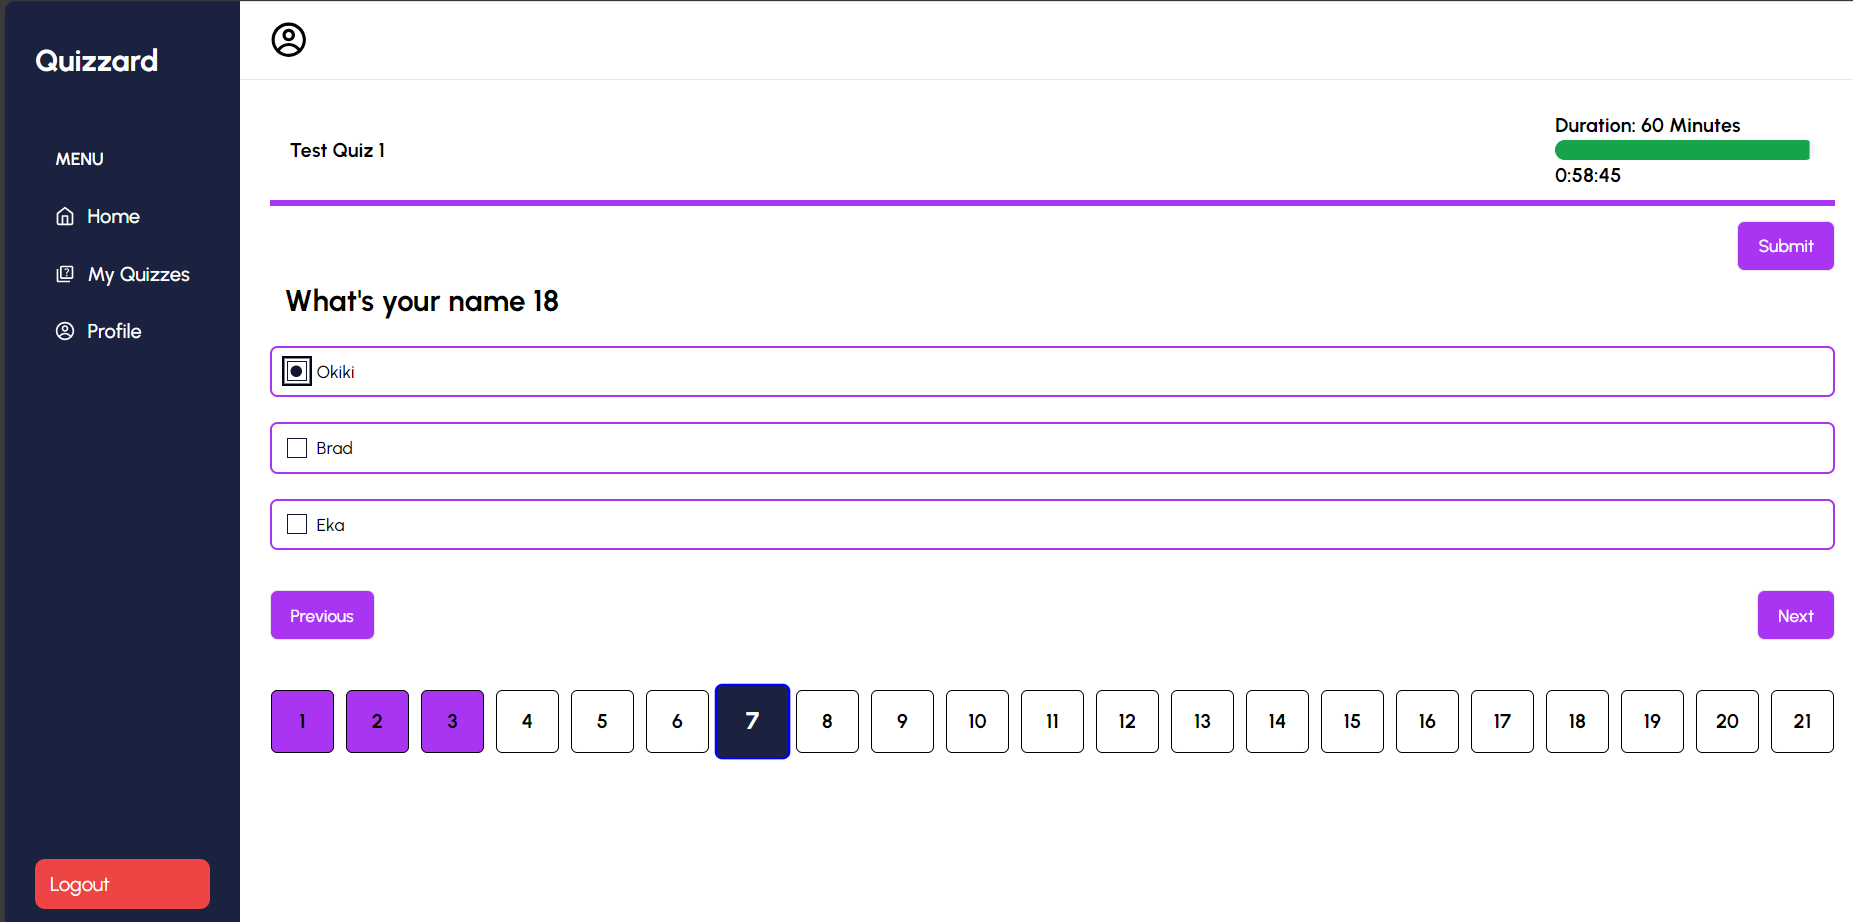 Quizzard
MENU
Home
My Quizzes
Profile
Logout
Test Quiz 1
Duration: 60 Minutes
0:58:45
Submit
What's your name 18
Okiki
Brad
Eka
Previous
Next
1 2 3 4 5 6 7 8 9 10 11 12 13 14 15 16 17 18 19 20 21